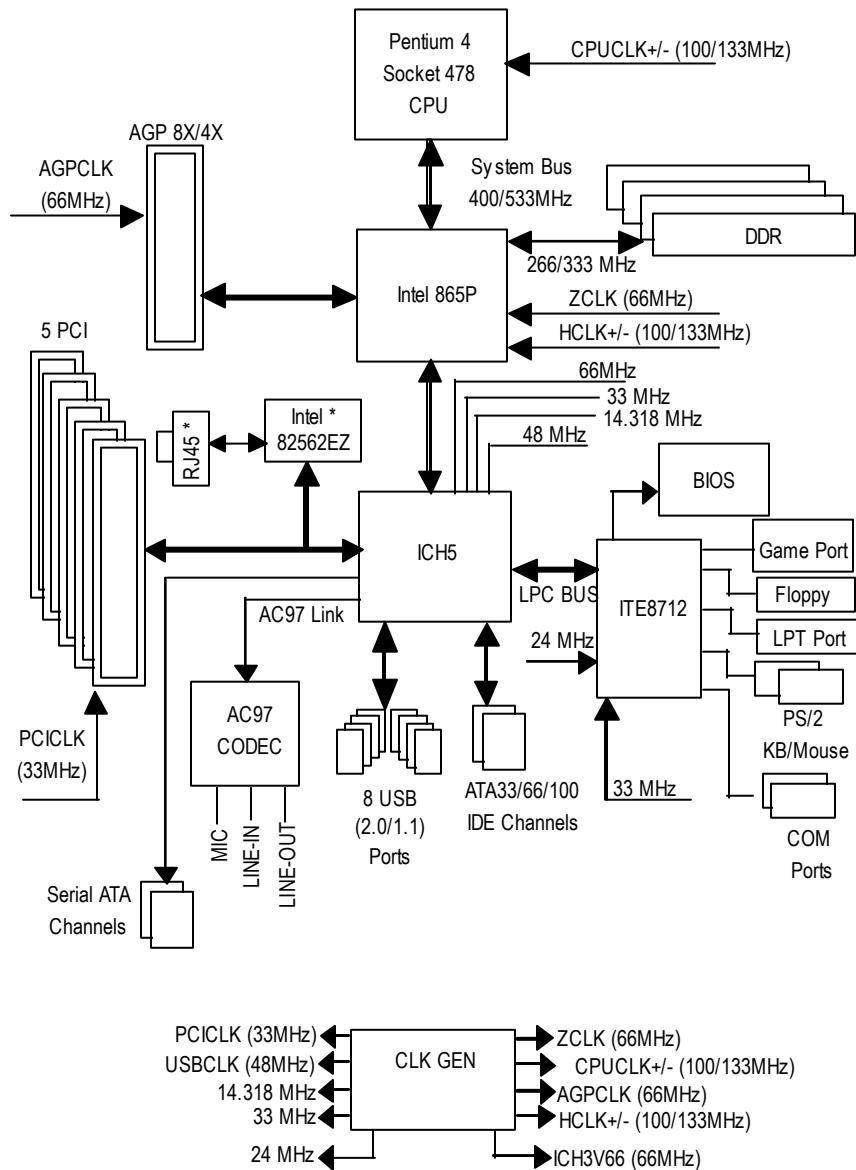 Pentium 4
Socket 478
CPU
CPUCLK+/- (100/133MHz)
AGP 8X/4X
AGPCLK
(66MHz)
System Bus
400/533MHz
DDR
266/333 MHz
Intel 865P
ZCLK (66MHz)
HCLK+/- (100/133MHz)
5 PCI
66MHz
33 MHz
14.318 MHz
48 MHz
RJ45 *
Intel *
82562EZ
BIOS
ICH5
Game Port
LPC BUS
ITE8712
Floppy
AC97 Link
LPT Port
24 MHz
AC97
CODEC
PS/2
KB/Mouse
PCICLK
(33MHz)
8 USB
(2.0/1.1)
Ports
ATA33/66/100
IDE Channels
33 MHz
MIC
LINE-IN
LINE-OUT
COM
Ports
Serial ATA
Channels
PCICLK (33MHz)
USBCLK (48MHz)
14.318 MHz
33 MHz
24 MHz
CLK GEN
ZCLK (66MHz)
CPUCLK+/- (100/133MHz)
AGPCLK (66MHz)
HCLK+/- (100/133MHz)
ICH3V66 (66MHz)